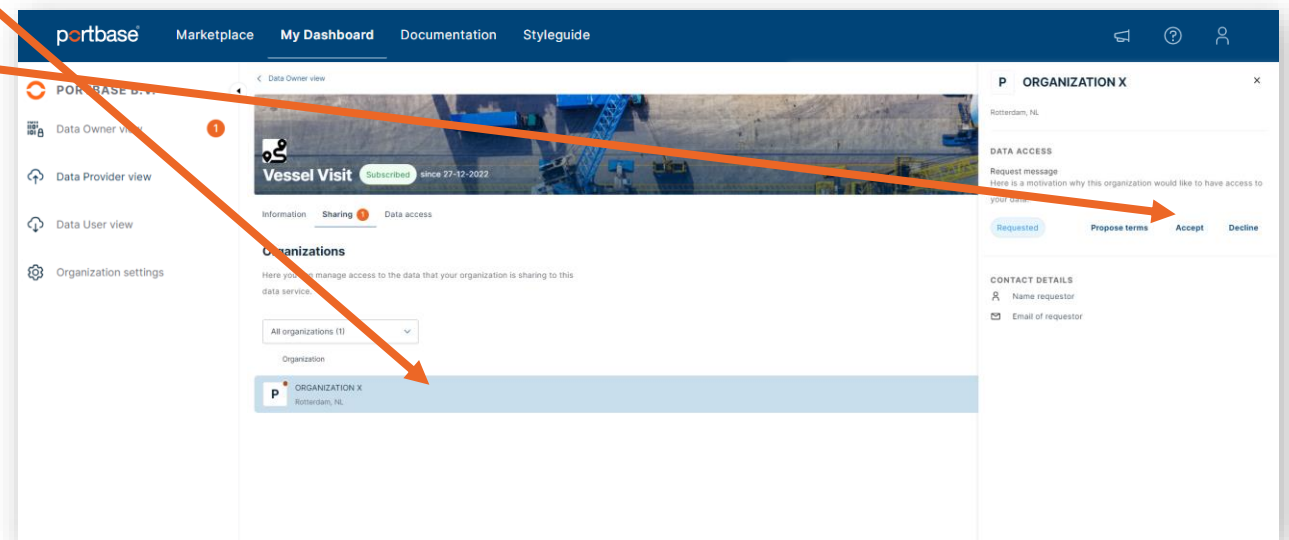 portbase
Marketplace My Dashboard Documentation Styleguide
PORTBASE B.V.
Data Owner view 1
Data Provider view
Data User view
Organization settings
Data Owner view
Vessel Visit Subscribed since 27-12-2022
Information Sharing 1 Data access
Organizations
Here you can manage access to the data that your organization is sharing to this
data service.
All organizations (1)
Organization
P ORGANIZATION X
Rotterdam, NL
P ORGANIZATION X
Rotterdam, NL
DATA ACCESS
Request message
Here is a motivation why this organization would like to have access to
your data.
Requested Propose terms Accept Decline
CONTACT DETAILS
Name requestor
Email of requestor